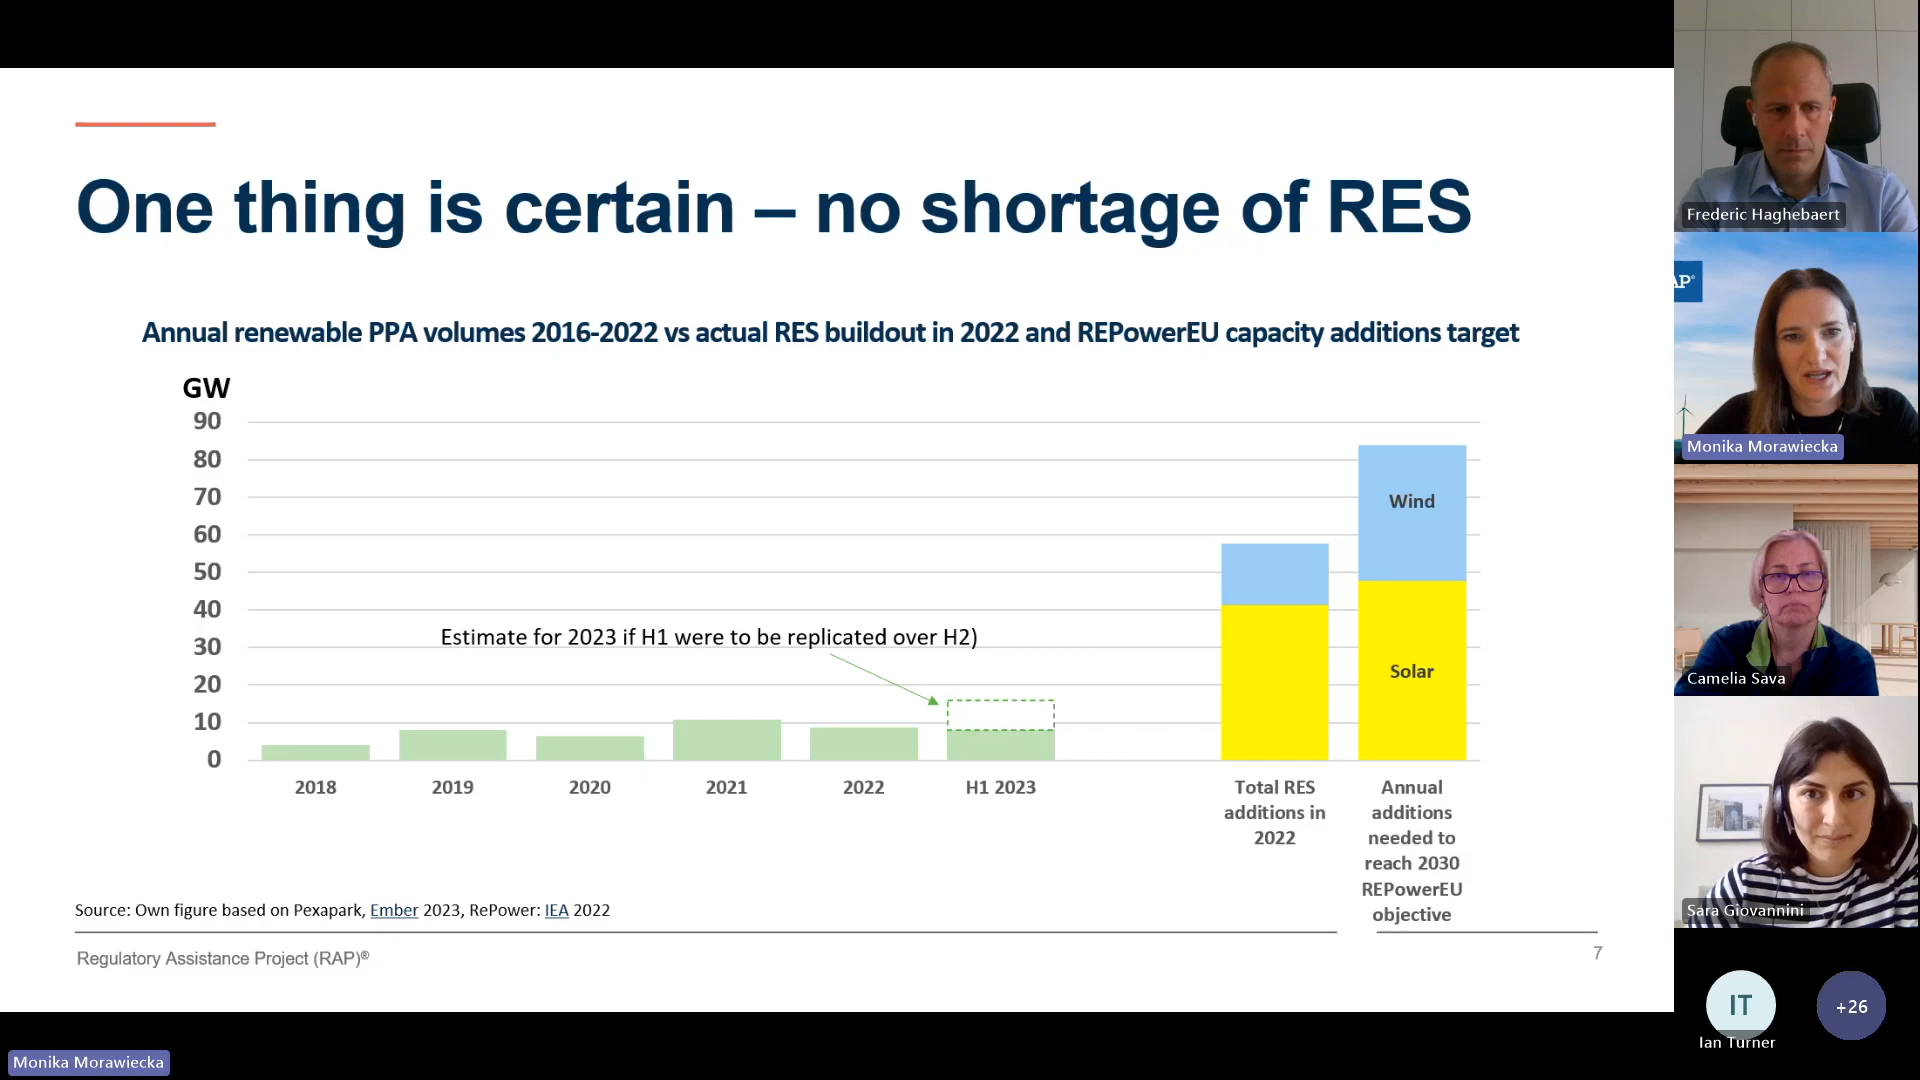 One thing is certain – no shortage of RES
Annual renewable PPA volumes 2016-2022 vs actual RES buildout in 2022 and REPowerEU capacity additions target
GW
90
80
70
60
50
40
30
20
10
0
Estimate for 2023 if H1 were to be replicated over H2)
Wind
Solar
2018
2019
2020
2021
2022
H1 2023
Total RES
additions in
2022
Annual
additions
needed to
reach 2030
REPowerEU
objective
Source: Own figure based on Pexapark, Ember 2023, RePower: IEA 2022
Regulatory Assistance Project (RAP)®
7
Frederic Haghebaert
AP®
Monika Morawiecka
Camelia Sava
Sara Giovannini
IT
+26
Ian Turner
Monika Morawiecka